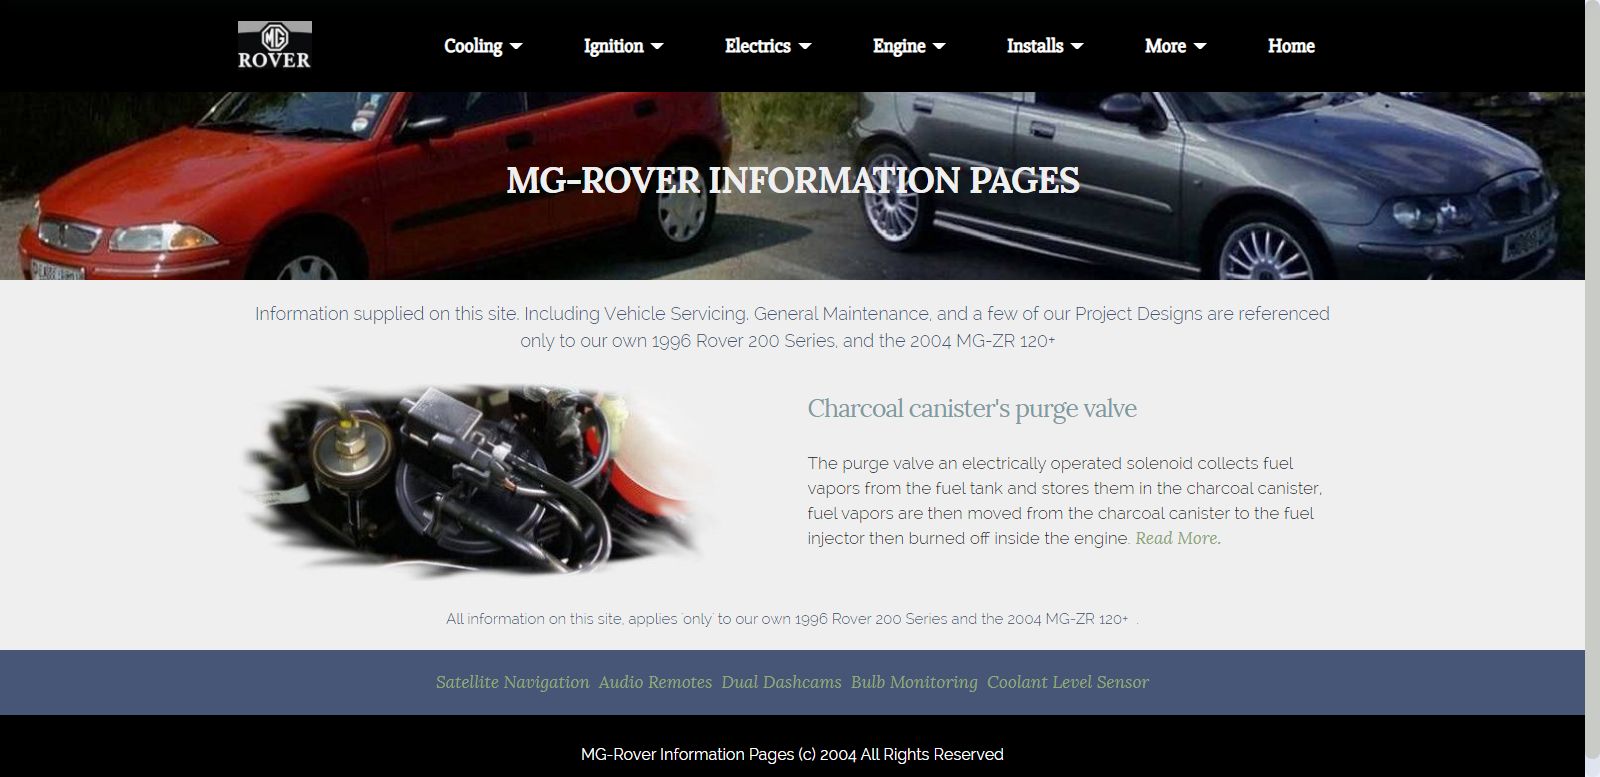 MG
ROVER
Cooling Ignition Electrics Engine Installs More Home
MG-ROVER INFORMATION PAGES
Information supplied on this site. Including Vehicle Servicing. General Maintenance, and a few of our Project Designs are referenced
only to our own 1996 Rover 200 Series, and the 2004 MG-ZR 120+
Charcoal canister's purge valve
The purge valve an electrically operated solenoid collects fuel
vapors from the fuel tank and stores them in the charcoal canister,
fuel vapors are then moved from the charcoal canister to the fuel
injector then burned off inside the engine. Read More.
All information on this site, applies 'only' to our own 1996 Rover 200 Series and the 2004 MG-ZR 120+ .
Satellite Navigation Audio Remotes Dual Dashcams Bulb Monitoring Coolant Level Sensor
MG-Rover Information Pages (c) 2004 All Rights Reserved